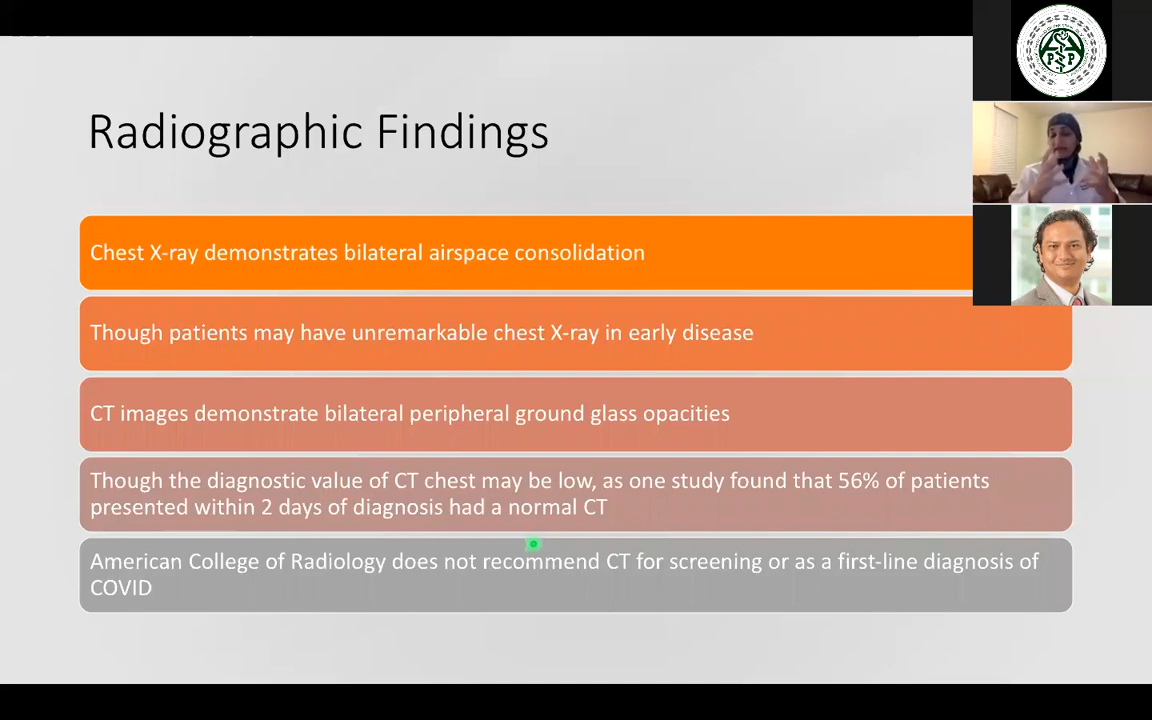 Radiographic Findings
Chest X-ray demonstrates bilateral airspace consolidation
Though patients may have unremarkable chest X-ray in early disease
CT images demonstrate bilateral peripheral ground glass opacities
Though the diagnostic value of CT chest may be low, as one study found that 56% of patients
presented within 2 days of diagnosis had a normal CT
American College of Radiology does not recommend CT for screening or as a first-line diagnosis of
COVID